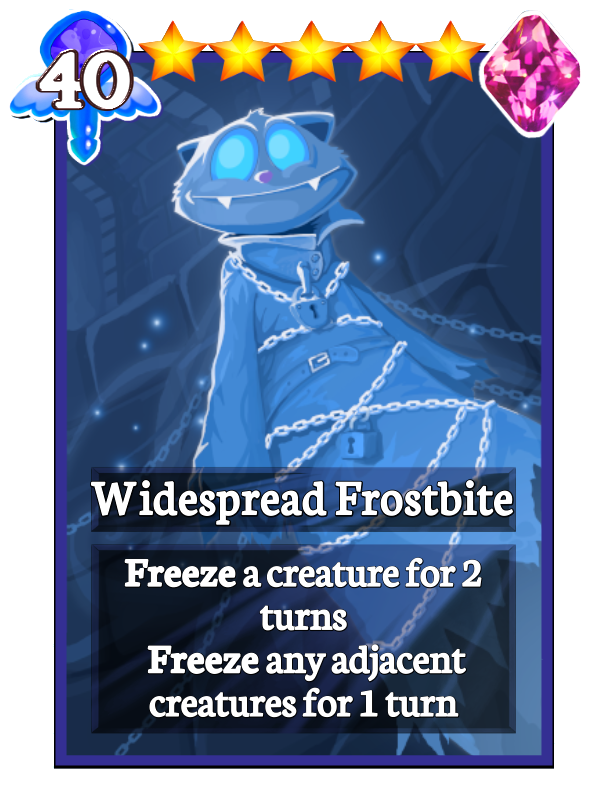 40
Widespread Frostbite
Freeze a creature for 2
turns
Freeze any adjacent
creatures for 1 turn